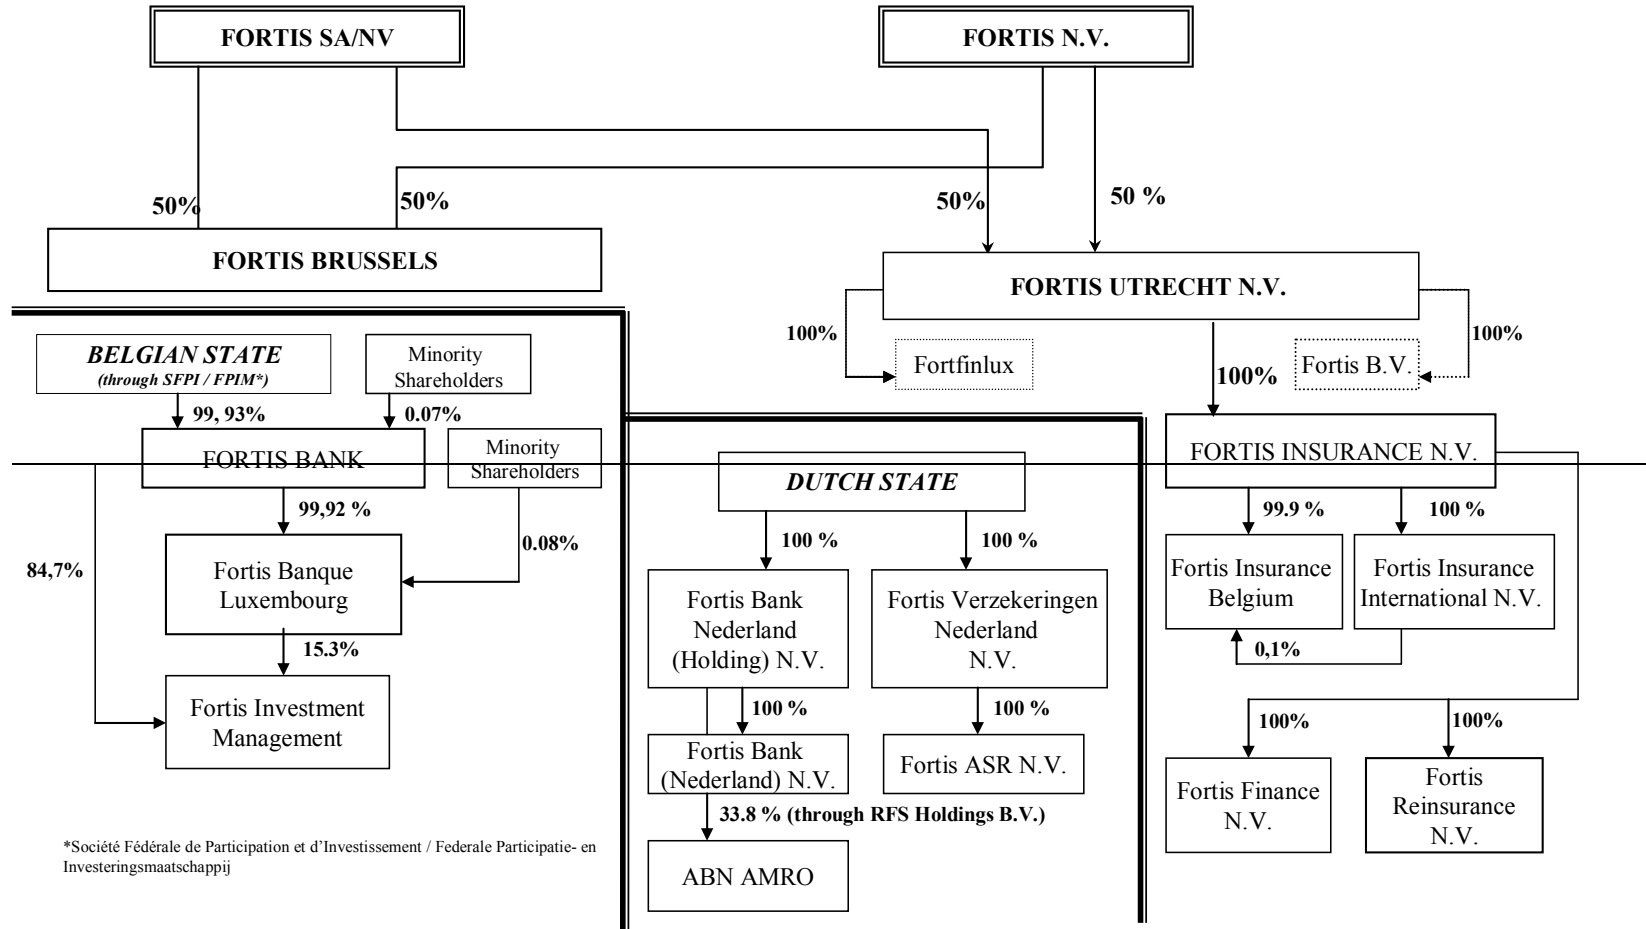 FORTIS SA/NV
FORTIS N.V.
50%
50%
50%
50 %
FORTIS BRUSSELS
FORTIS UTRECHT N.V.
100%
Fortfinlux
Fortis B.V.
100%
100%
BELGIAN STATE
(through SFPI / FPIM*)
Minority
Shareholders
99, 93%
0.07%
FORTIS BANK
Minority
Shareholders
99,92 %
0.08%
84,7%
Fortis Banque
Luxembourg
15.3%
Fortis Investment
Management
*Société Fédérale de Participation et d’Investissement / Federale Participatie- en
Investeringsmaatschappij
DUTCH STATE
100 %
100 %
Fortis Bank
Nederland
(Holding) N.V.
Fortis Verzekeringen
Nederland
N.V.
100 %
100 %
Fortis Bank
(Nederland) N.V.
Fortis ASR N.V.
33.8 % (through RFS Holdings B.V.)
ABN AMRO
FORTIS INSURANCE N.V.
99.9 %
100 %
Fortis Insurance
Belgium
Fortis Insurance
International N.V.
0,1%
100%
100%
Fortis Finance
N.V.
Fortis
Reinsurance
N.V.